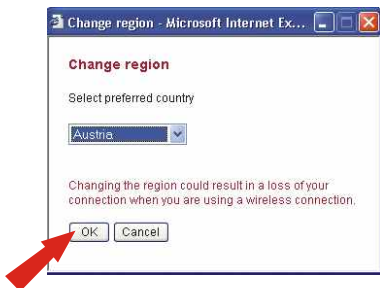 Change region - Microsoft Internet Ex...
Change region
Select preferred country
Austria
Changing the region could result in a loss of your
connection when you are using a wireless connection.
OK Cancel